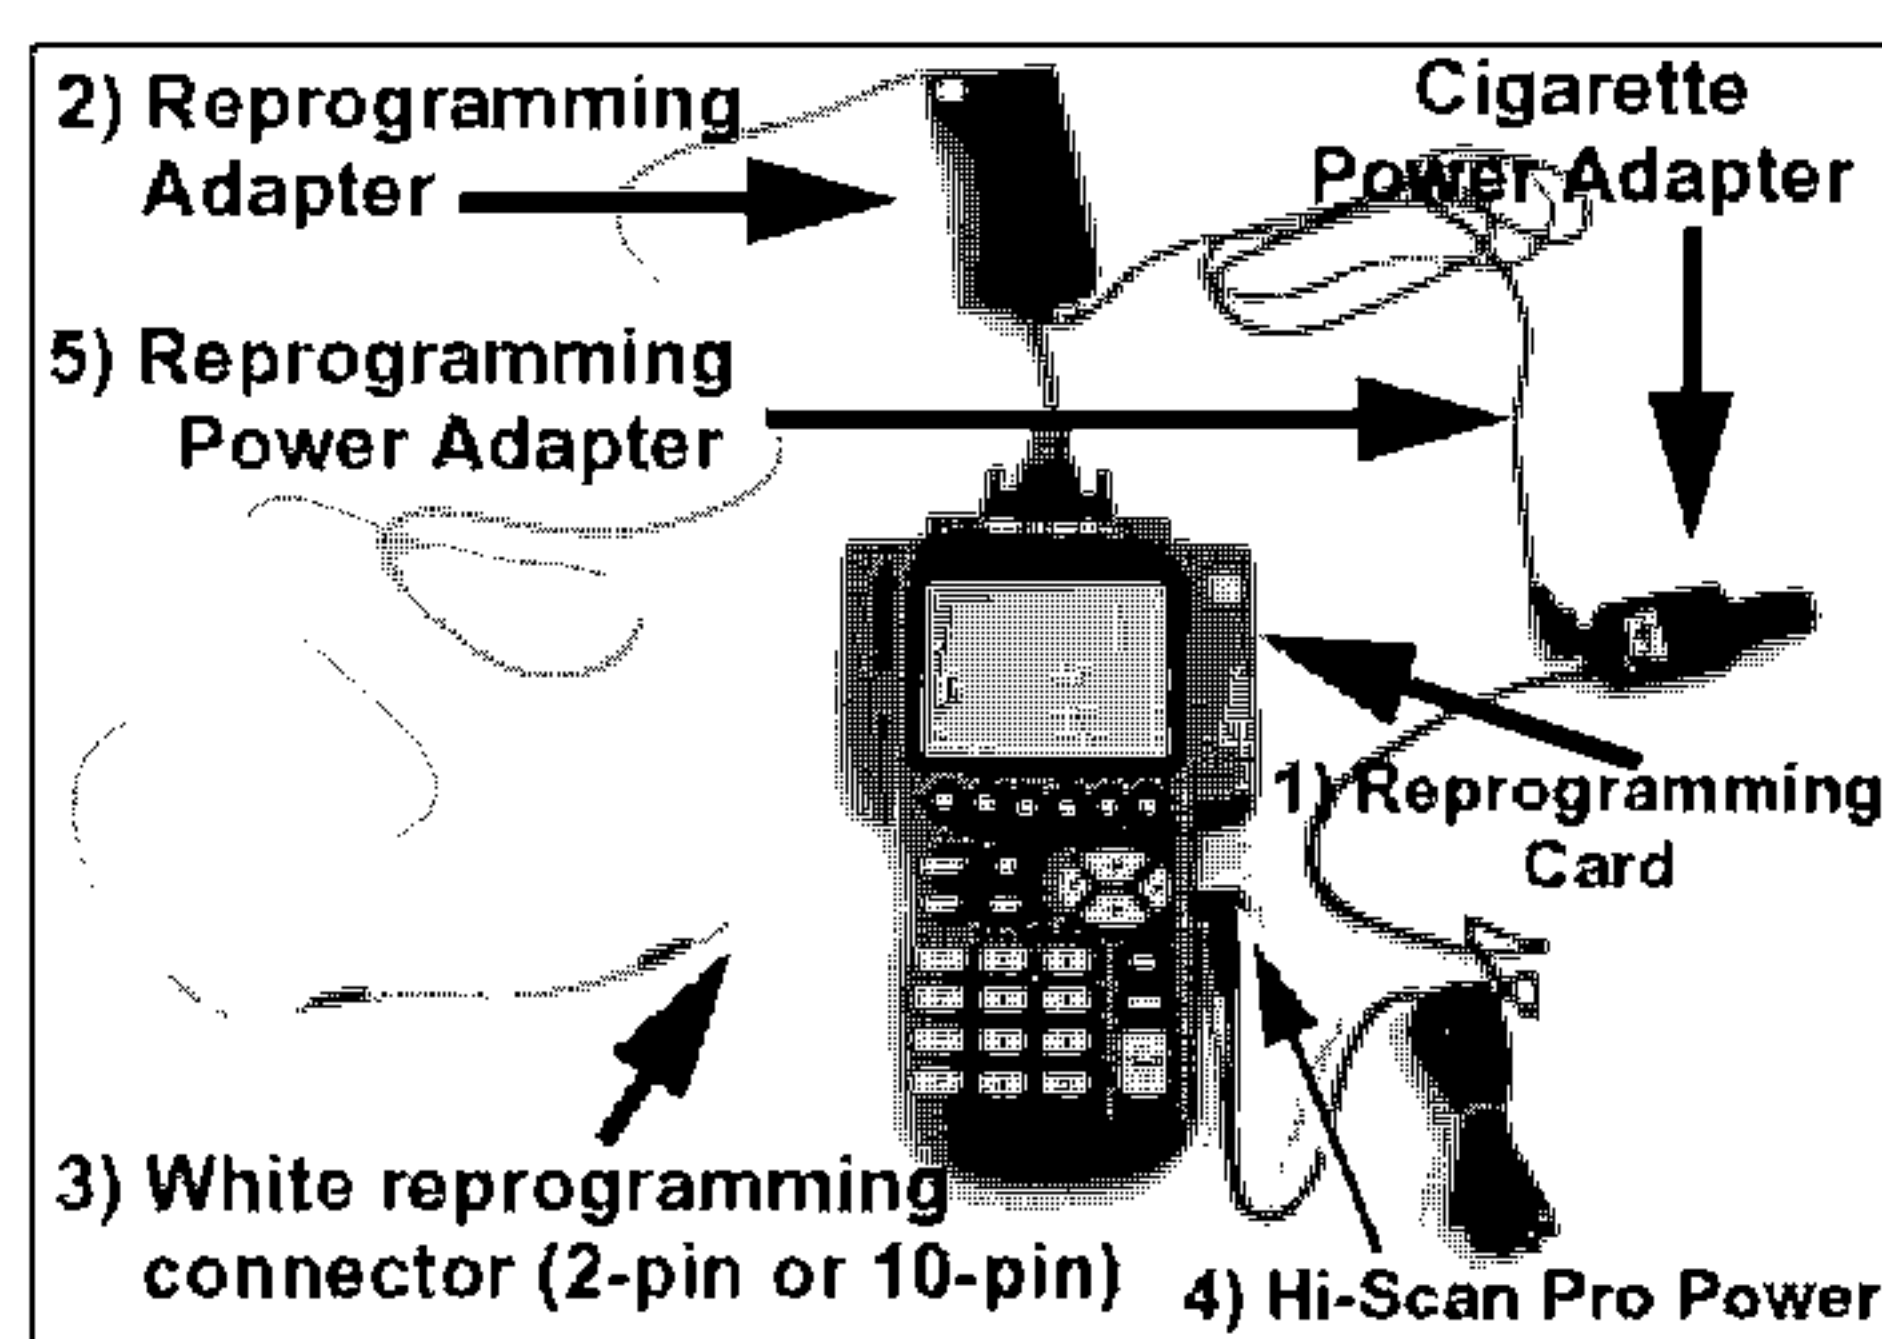 2) Reprogramming
Adapter
Cigarette
Power Adapter
5) Reprogramming
Power Adapter
1) Reprogramming
Card
3) White reprogramming
connector (2-pin or 10-pin)
4) Hi-Scan Pro Power